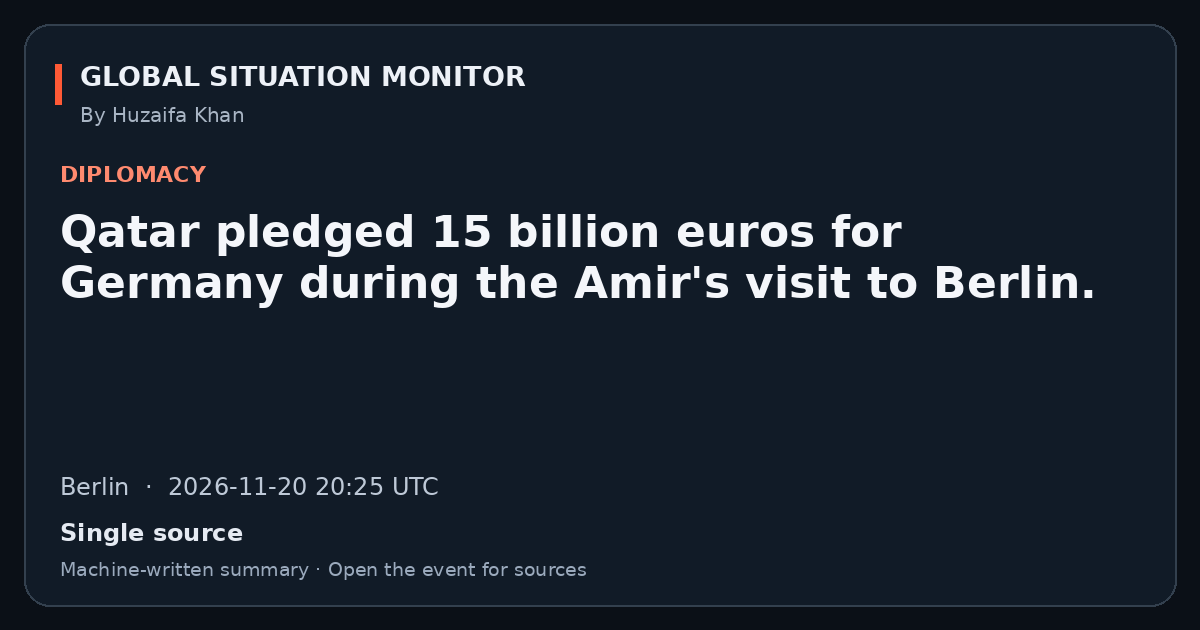 GLOBAL SITUATION MONITOR
By Huzaifa Khan
DIPLOMACY
Qatar pledged 15 billion euros for
Germany during the Amir's visit to Berlin.
Berlin · 2026-11-20 20:25 UTC
Single source
Machine-written summary · Open the event for sources